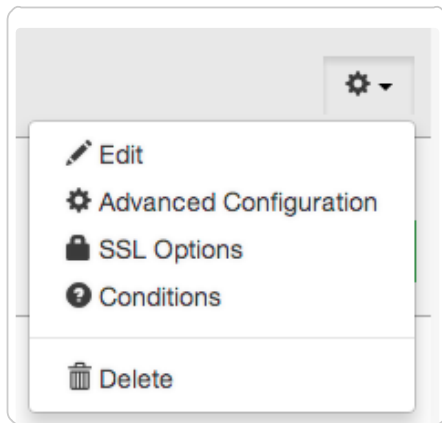 Edit
Advanced Configuration
SSL Options
Conditions
Delete